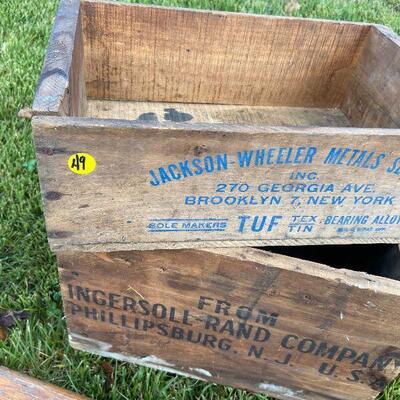 49
JACKSON-WHEELER METALS
INC.
270 GEORGIA AVE.
BROOKLYN 7, NEW YORK
SOLE MAKERS TUF TEX BEARING ALLOY
TIN
FROM
INGERSOLL-RAND COMPANY
PHILLIPSBURG, N. J. U.S.A.